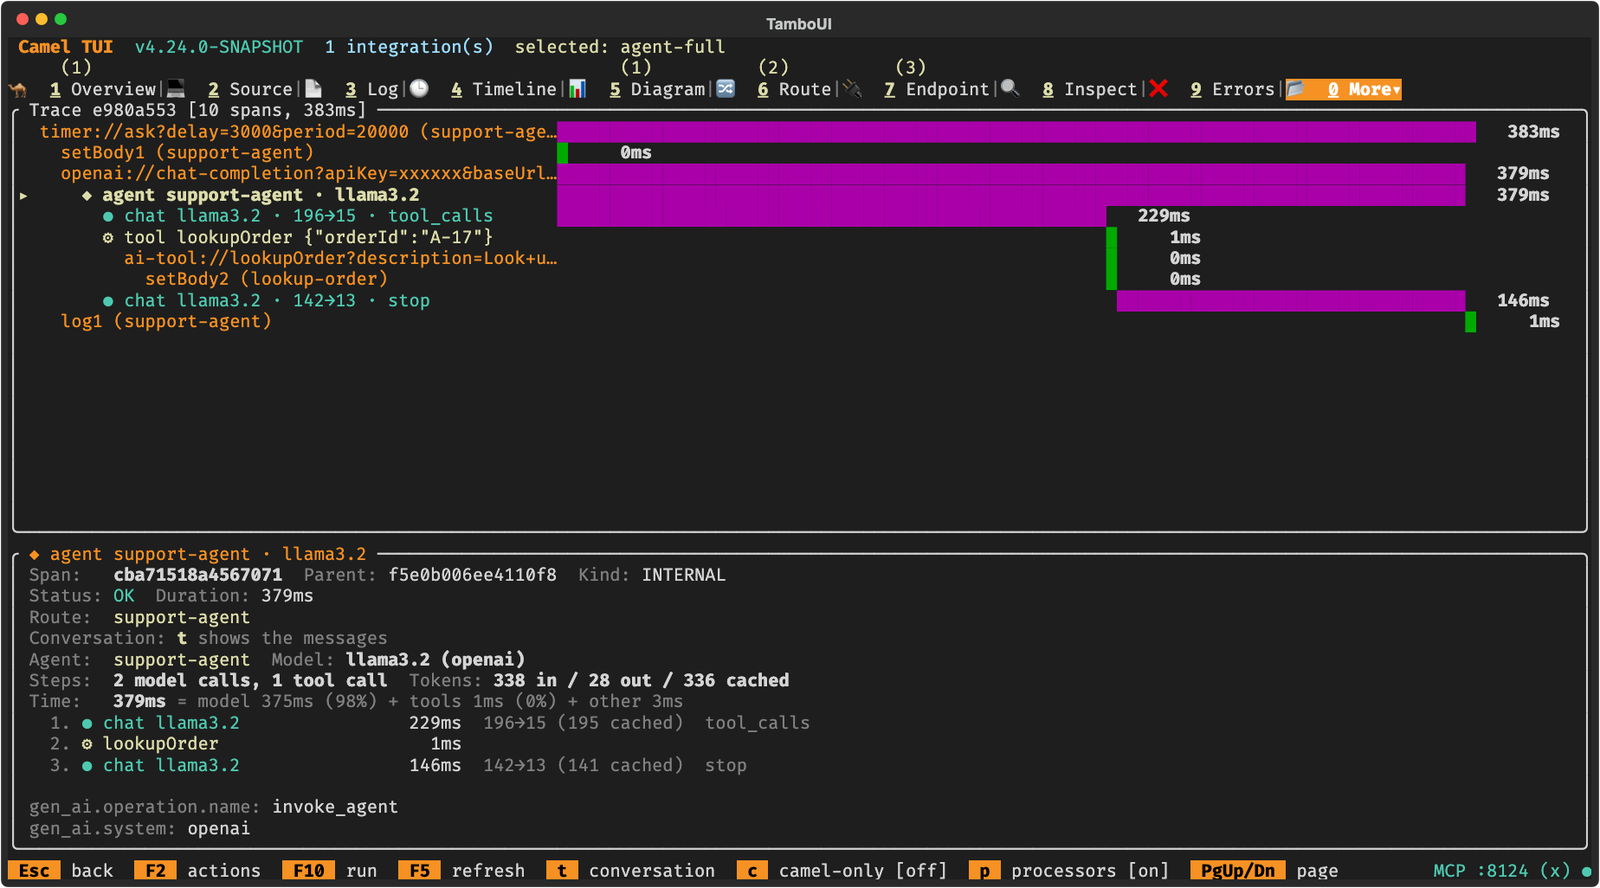 TamboUI
Camel TUI v4.24.0-SNAPSHOT 1 integration(s) selected: agent-full
(1) (1) (2) (3)
1 Overview| 2 Source| 3 Log| 4 Timeline| 5 Diagram| 6 Route| 7 Endpoint| 8 Inspect| 9 Errors| 0 More▾
Trace e980a553 [10 spans, 383ms]
timer://ask?delay=3000&period=20000 (support-age… 383ms
setBody1 (support-agent) 0ms
openai://chat-completion?apiKey=xxxxxx&baseUrl… 379ms
▸ ◆ agent support-agent · llama3.2 379ms
● chat llama3.2 · 196→15 · tool_calls 229ms
⚙ tool lookupOrder {"orderId":"A-17"} 1ms
ai-tool://lookupOrder?description=Look+u… 0ms
setBody2 (lookup-order) 0ms
● chat llama3.2 · 142→13 · stop 146ms
log1 (support-agent) 1ms
◆ agent support-agent · llama3.2
Span: cba71518a4567071 Parent: f5e0b006ee4110f8 Kind: INTERNAL
Status: OK Duration: 379ms
Route: support-agent
Conversation: t shows the messages
Agent: support-agent Model: llama3.2 (openai)
Steps: 2 model calls, 1 tool call Tokens: 338 in / 28 out / 336 cached
Time: 379ms = model 375ms (98%) + tools 1ms (0%) + other 3ms
1. ● chat llama3.2 229ms 196→15 (195 cached) tool_calls
2. ⚙ lookupOrder 1ms
3. ● chat llama3.2 146ms 142→13 (141 cached) stop
gen_ai.operation.name: invoke_agent
gen_ai.system: openai
Esc back F2 actions F10 run F5 refresh t conversation c camel-only [off] p processors [on] PgUp/Dn page MCP :8124 (x) ●